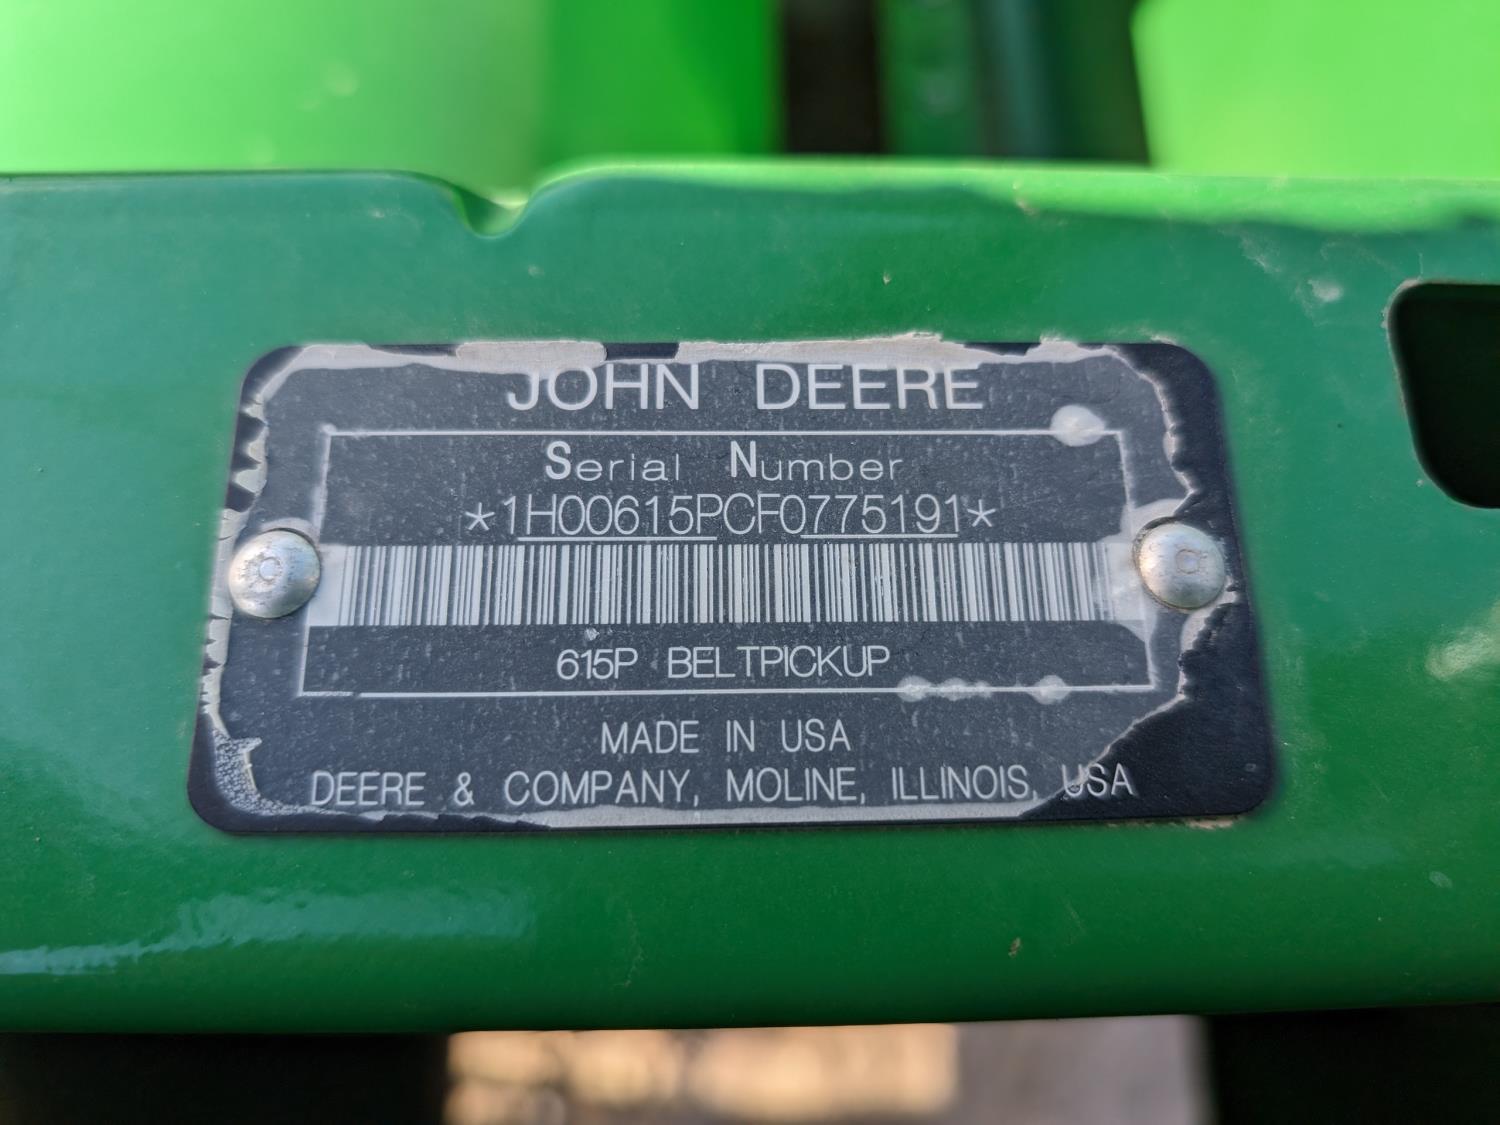 JOHN DEERE
Serial Number
*1H00615PCF0775191*
615P BELTPICKUP
MADE IN USA
DEERE & COMPANY, MOLINE, ILLINOIS, USA